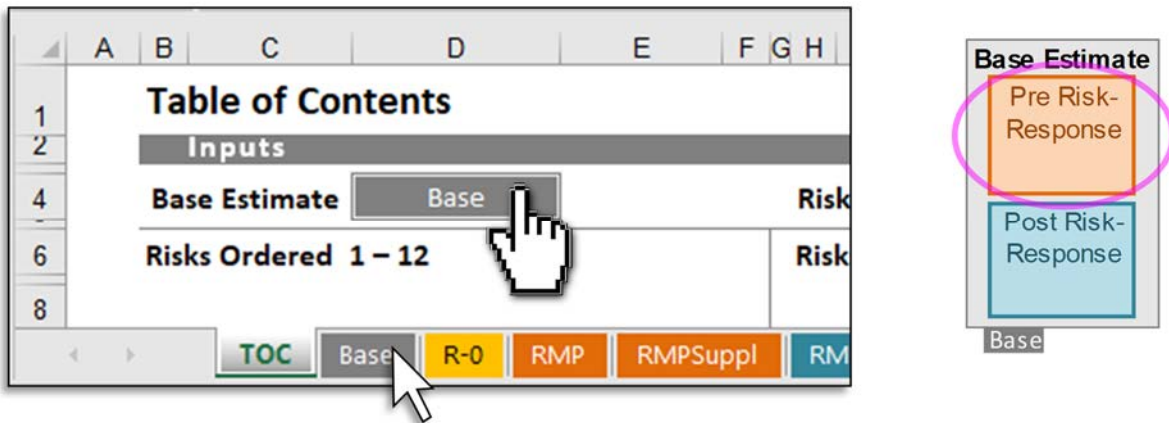 A B C D E F G H
1 Table of Contents
2 Inputs
4 Base Estimate Base Risk
6 Risks Ordered 1 – 12 Risk
8
TOC Base R-0 RMP RMPSuppl RM
Base Estimate
Pre Risk-
Response
Post Risk-
Response
Base